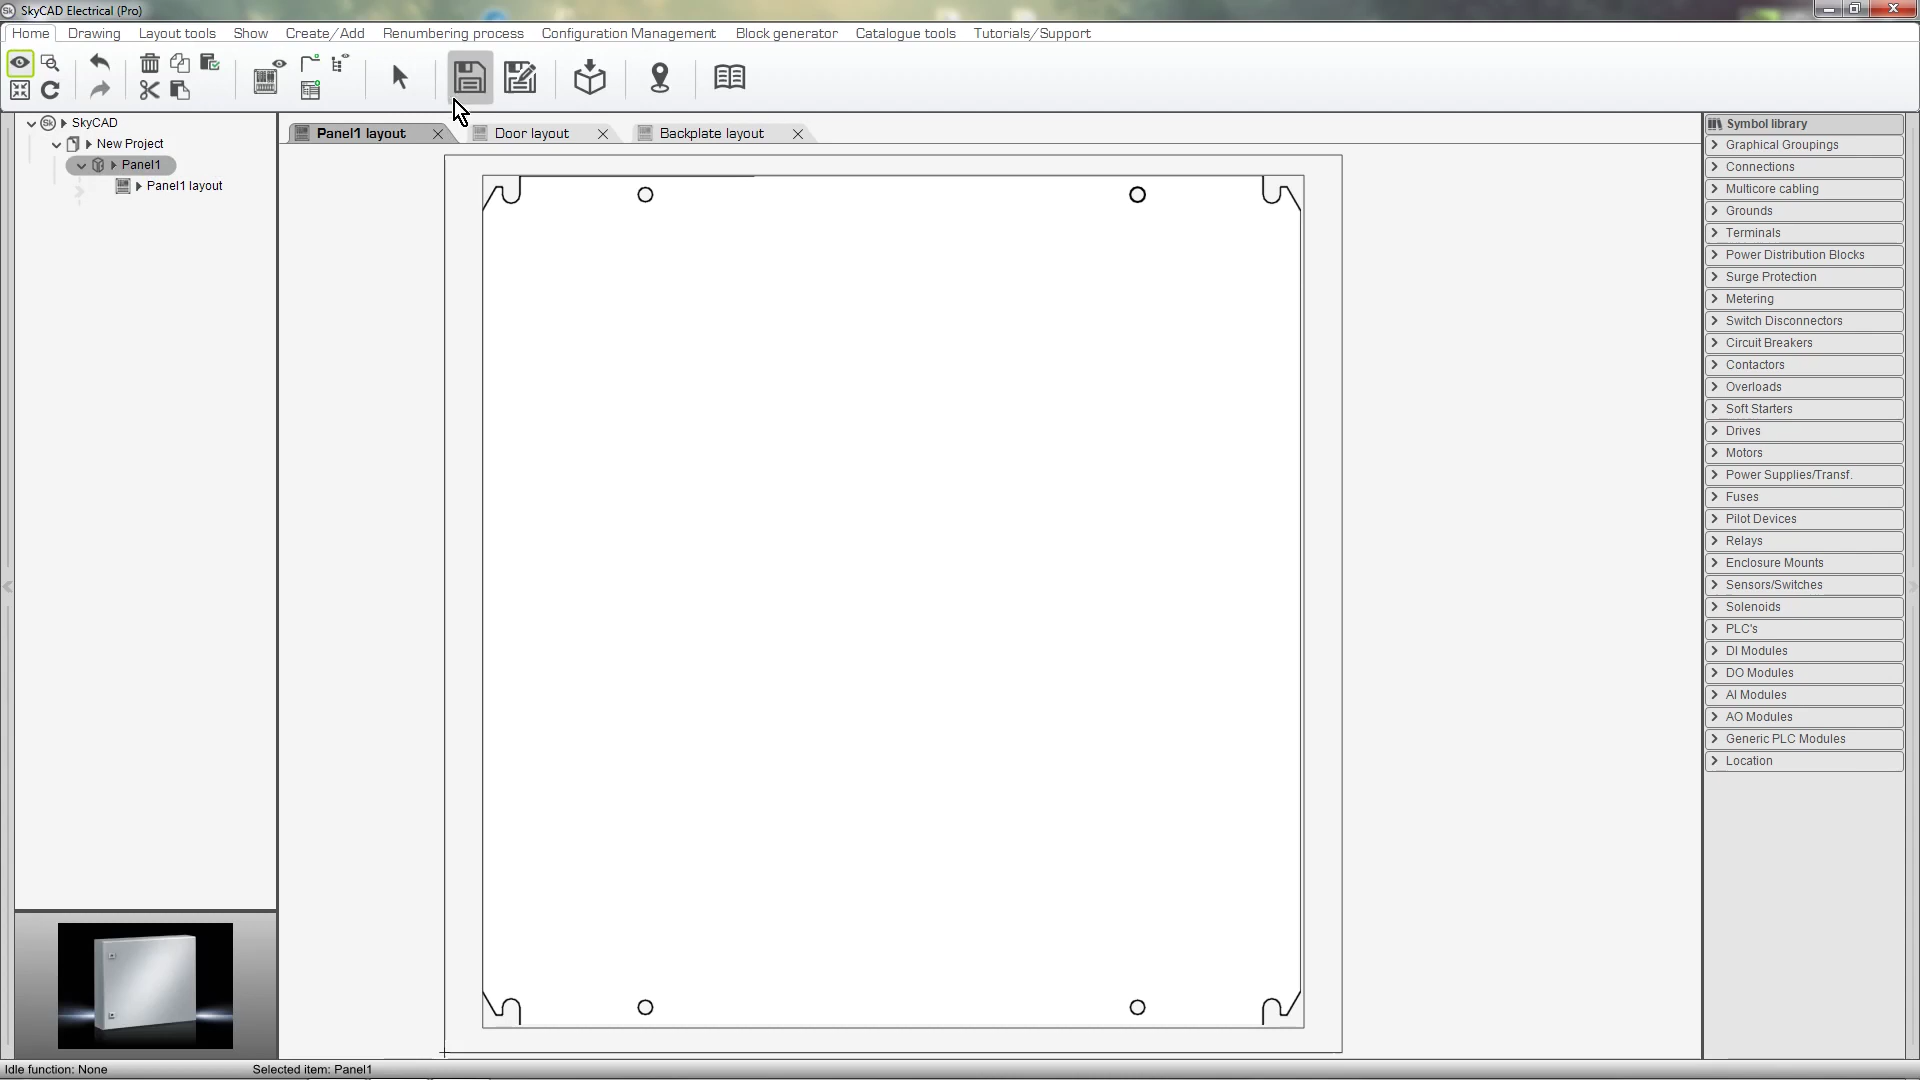 SkyCAD Electrical (Pro)
Home Drawing Layout tools Show Create/Add Renumbering process Configuration Management Block generator Catalogue tools Tutorials/Support
SkyCAD
New Project
Panel1
Panel1 layout
Panel1 layout Door layout Backplate layout
Symbol library
Graphical Groupings
Connections
Multicore cabling
Grounds
Terminals
Power Distribution Blocks
Surge Protection
Metering
Switch Disconnectors
Circuit Breakers
Contactors
Overloads
Soft Starters
Drives
Motors
Power Supplies/Transf.
Fuses
Pilot Devices
Relays
Enclosure Mounts
Sensors/Switches
Solenoids
PLC's
DI Modules
DO Modules
AI Modules
AO Modules
Generic PLC Modules
Location
Idle function: None Selected item: Panel1